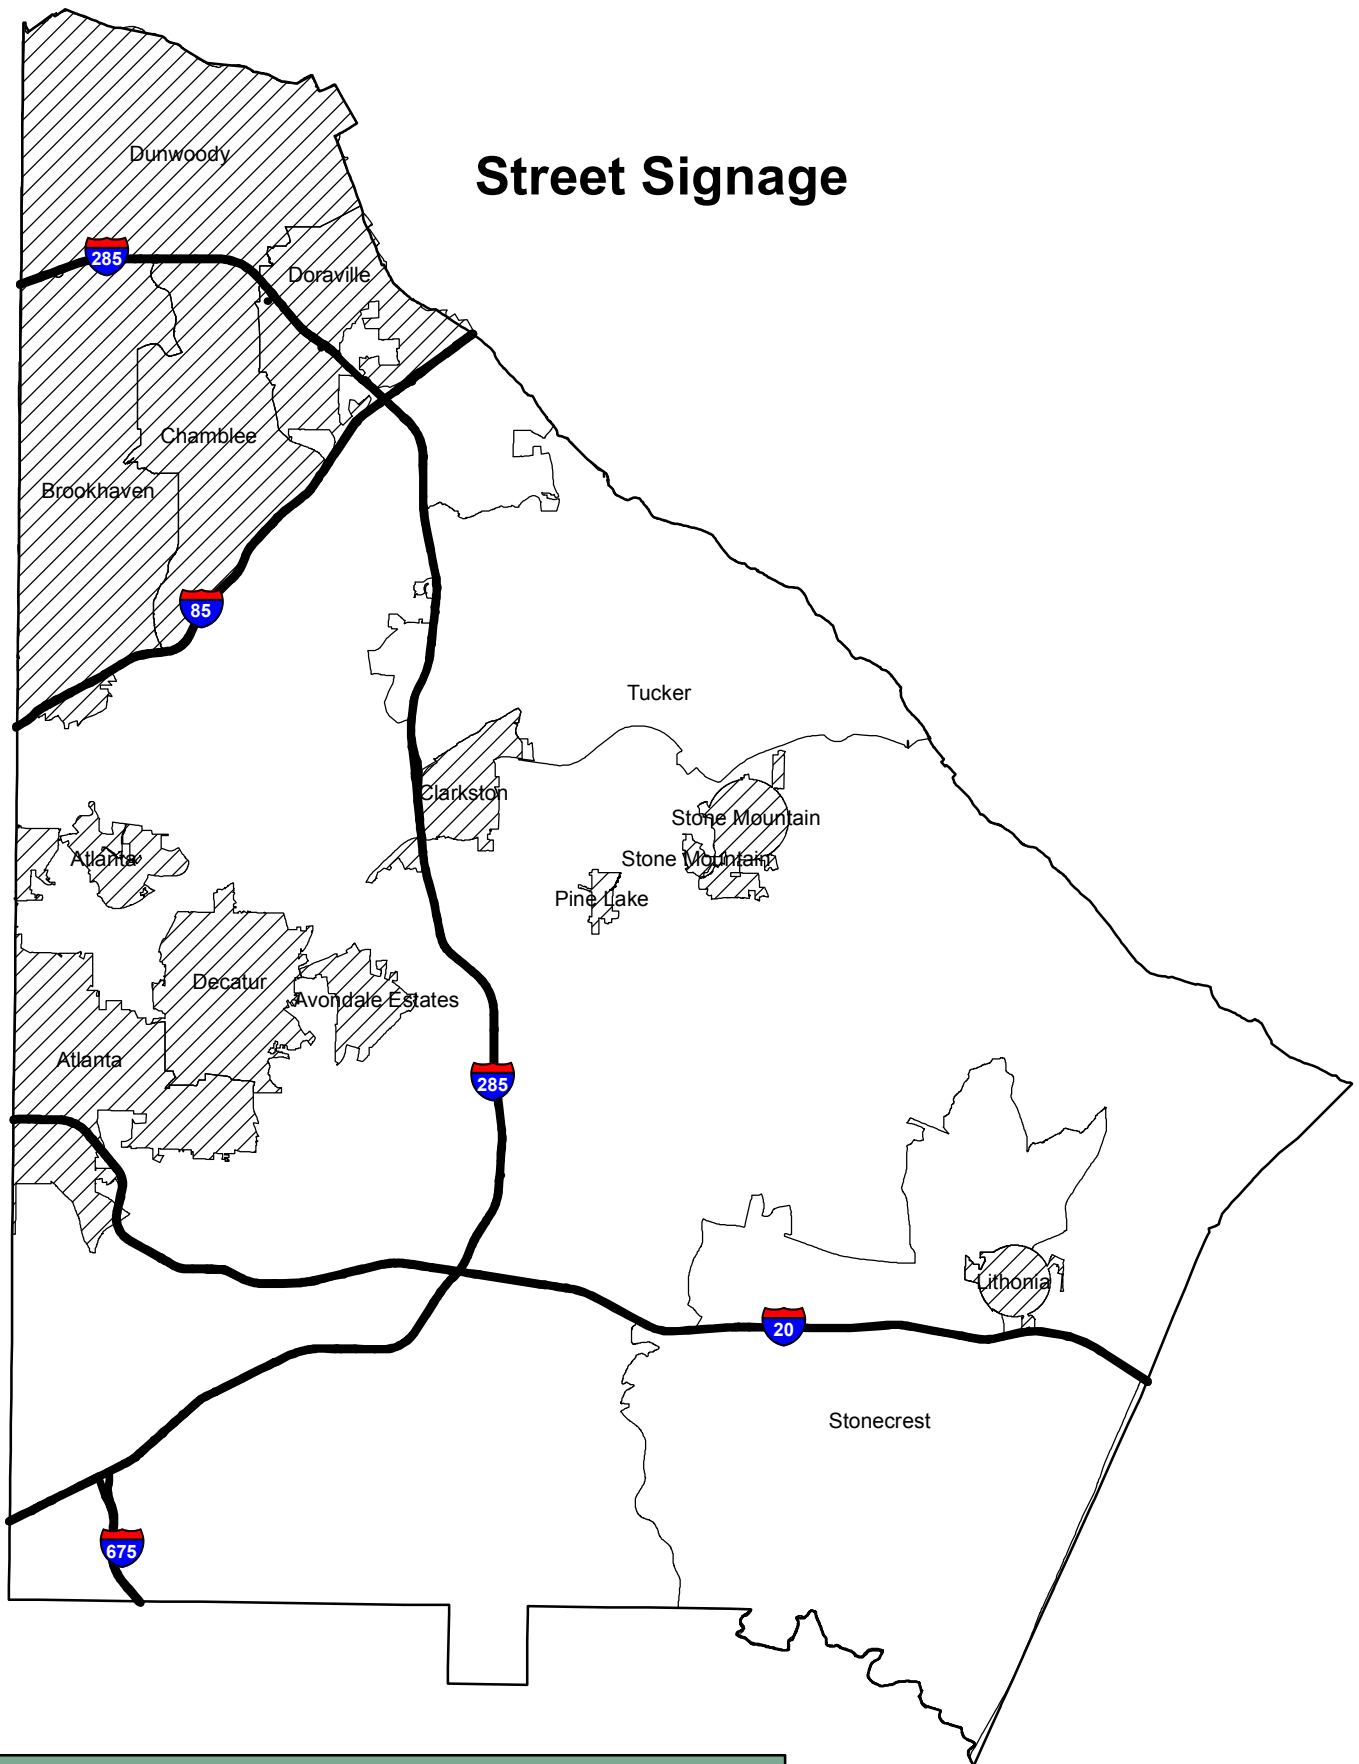 Dunwoody
Street Signage
285
Doraville
Chamblee
Brookhaven
85
Tucker
Clarkston
Stone Mountain
Atlanta
Stone Mountain
Pine Lake
Decatur
Avondale Estates
Atlanta
285
Lithonia
20
Stonecrest
675